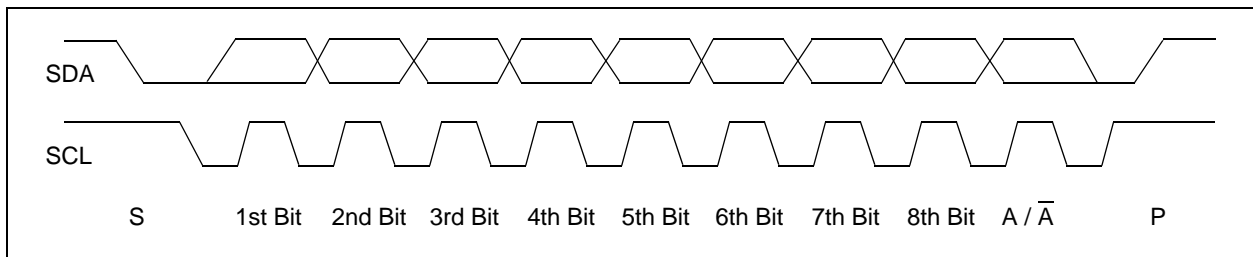 SDA
SCL
S 1st Bit 2nd Bit 3rd Bit 4th Bit 5th Bit 6th Bit 7th Bit 8th Bit A / A̅ P